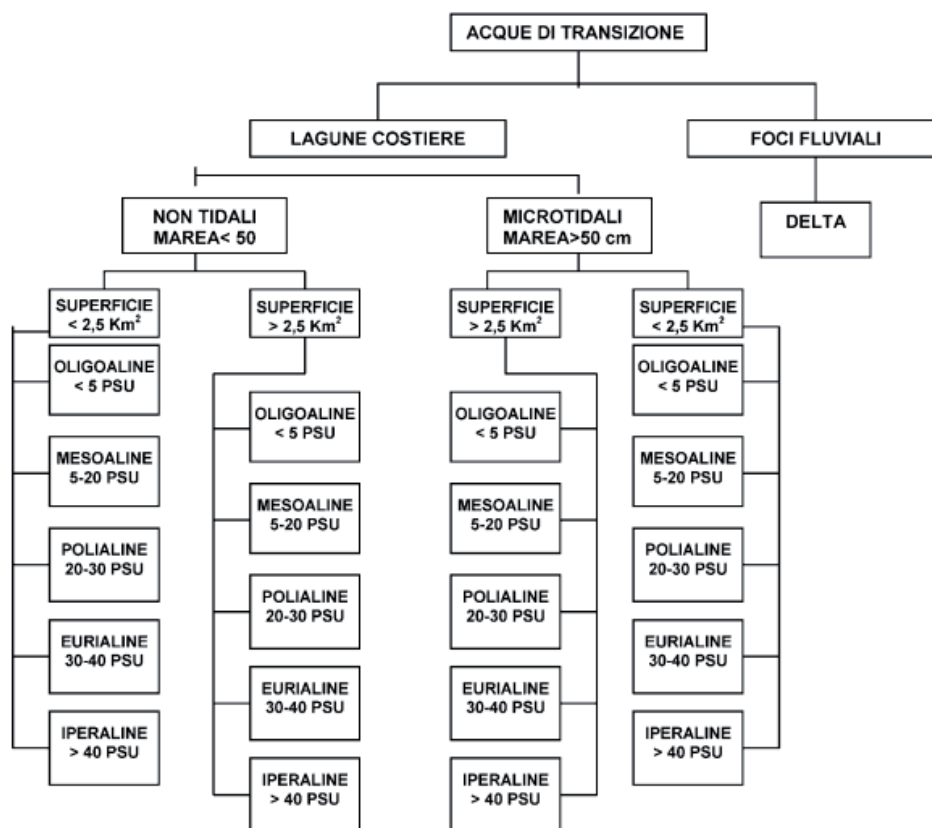 ACQUE DI TRANSIZIONE
LAGUNE COSTIERE
FOCI FLUVIALI
NON TIDALI
MAREA< 50
MICROTIDALI
MAREA>50 cm
DELTA
SUPERFICIE
< 2,5 Km²
OLIGOALINE
< 5 PSU
MESOALINE
5-20 PSU
POLIALINE
20-30 PSU
EURIALINE
30-40 PSU
IPERALINE
> 40 PSU
SUPERFICIE
> 2,5 Km²
OLIGOALINE
< 5 PSU
MESOALINE
5-20 PSU
POLIALINE
20-30 PSU
EURIALINE
30-40 PSU
IPERALINE
> 40 PSU
SUPERFICIE
> 2,5 Km²
OLIGOALINE
< 5 PSU
MESOALINE
5-20 PSU
POLIALINE
20-30 PSU
EURIALINE
30-40 PSU
IPERALINE
> 40 PSU
SUPERFICIE
< 2,5 Km²
OLIGOALINE
< 5 PSU
MESOALINE
5-20 PSU
POLIALINE
20-30 PSU
EURIALINE
30-40 PSU
IPERALINE
> 40 PSU